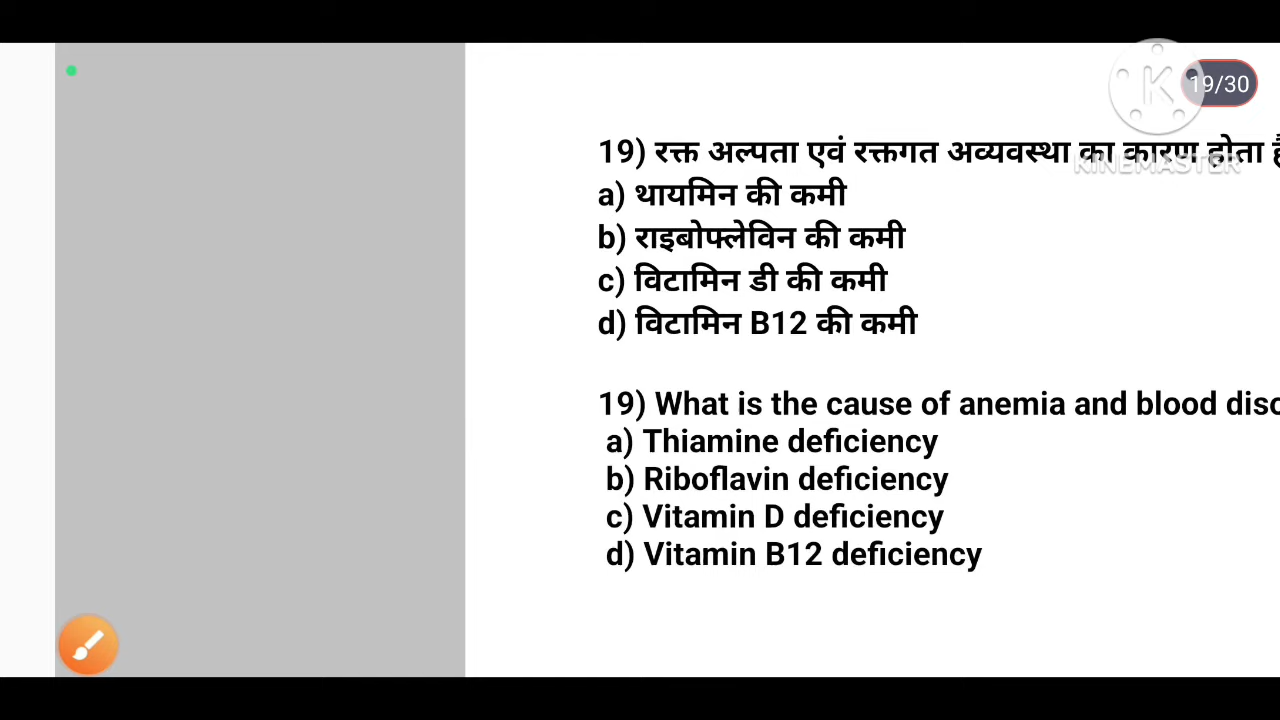 19/30
19) रक्त अल्पता एवं रक्तगत अव्यवस्था का कारण होता
KINEMASTER
a) थायमिन की कमी
b) राइबोफ्लेविन की कमी
c) विटामिन डी की कमी
d) विटामिन B12 की कमी
19) What is the cause of anemia and blood
a) Thiamine deficiency
b) Riboflavin deficiency
c) Vitamin D deficiency
d) Vitamin B12 deficiency